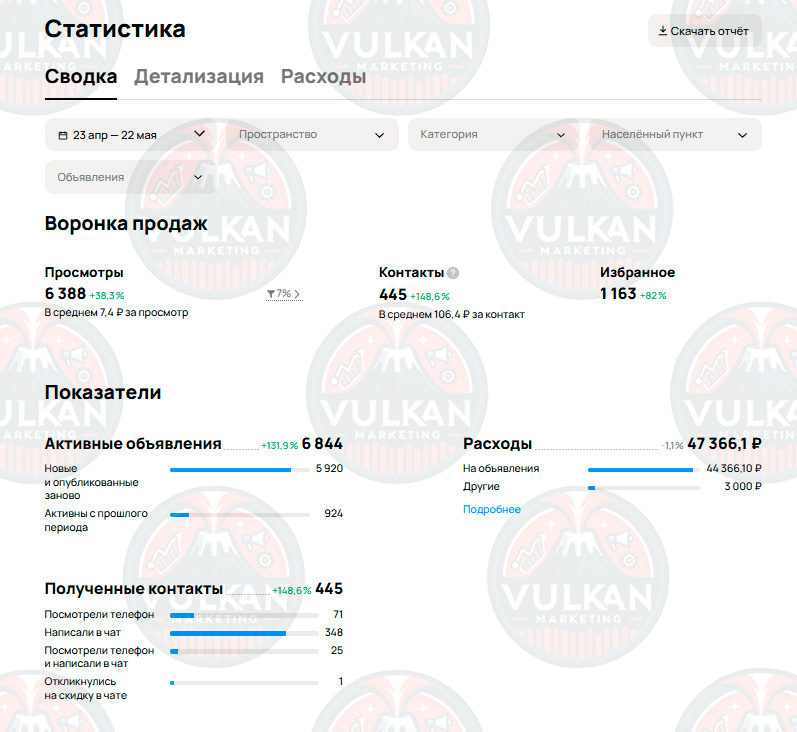 Статистика
Скачать отчёт
Сводка Детализация Расходы
23 апр — 22 мая Пространство Категория Населённый пункт
Объявления
Воронка продаж
Просмотры
6 388 +38,3%
7%
В среднем 7,4 ₽ за просмотр
Контакты ?
445 +148,6%
В среднем 106,4 ₽ за контакт
Избранное
1 163 +82%
Показатели
Активные объявления +131,9% 6 844
Новые
и опубликованные
заново
5 920
Активны с прошлого
периода
924
Расходы -1,1% 47 366,1 ₽
На объявления 44 366,10 ₽
Другие 3 000 ₽
Подробнее
Полученные контакты +148,6% 445
Посмотрели телефон 71
Написали в чат 348
Посмотрели телефон
и написали в чат
25
Откликнулись
на скидку в чате
1
VULKAN
MARKETING